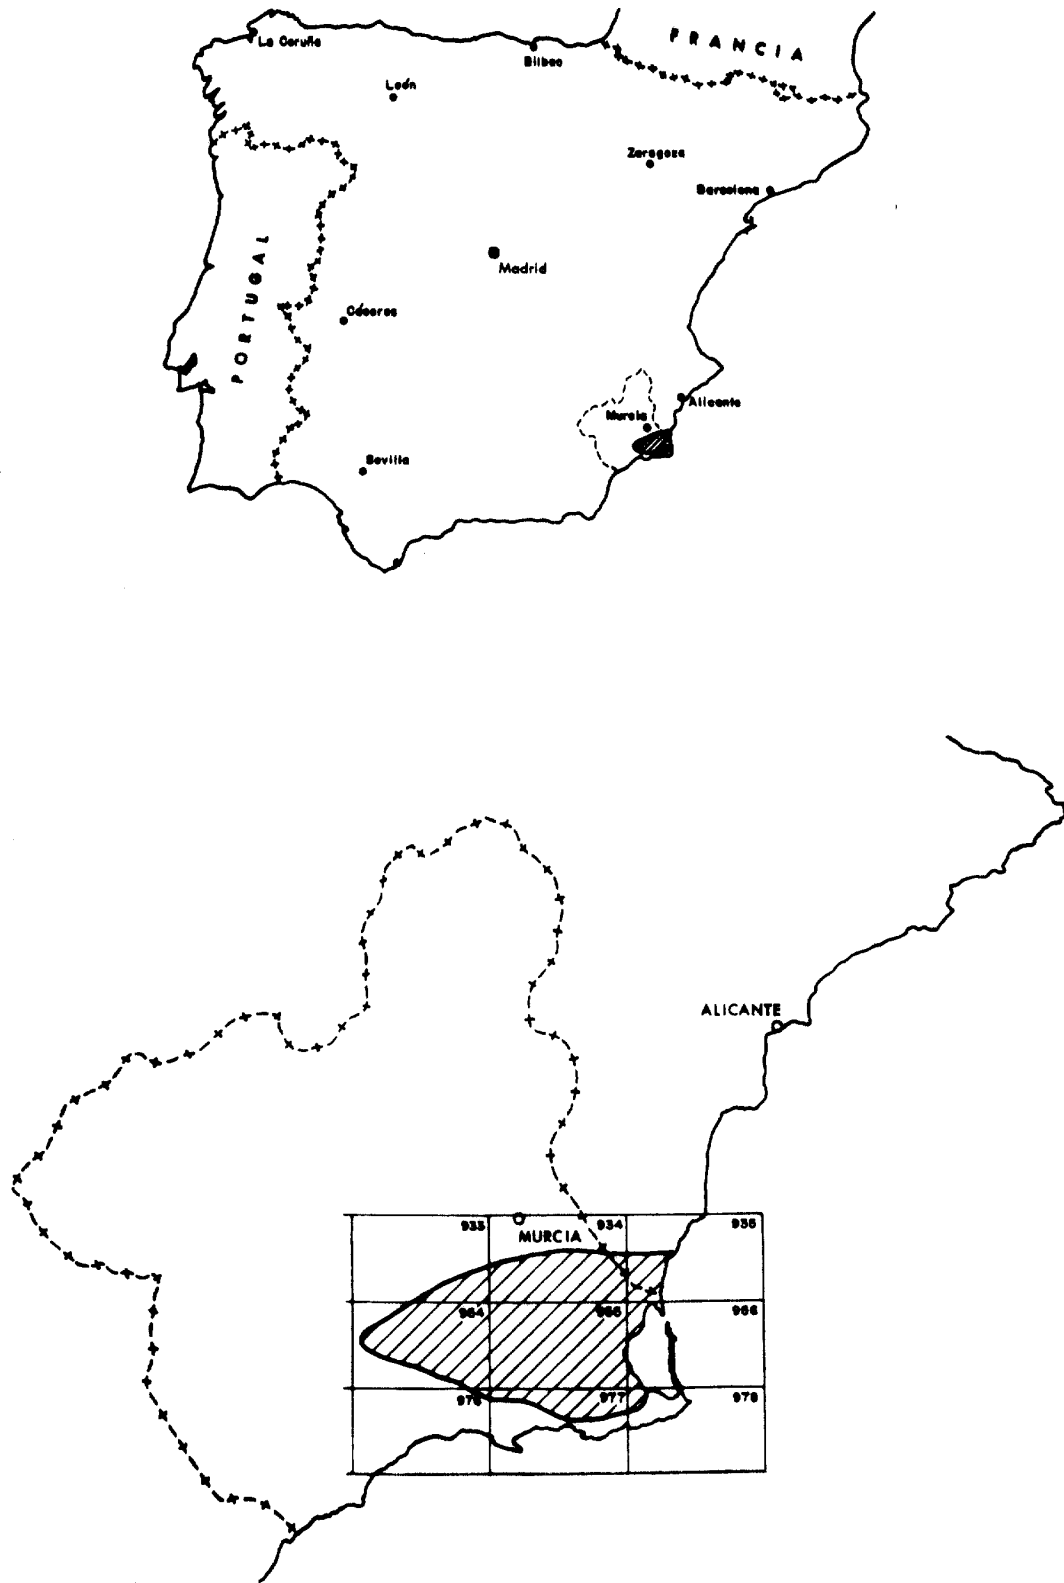 FRANCIA
La Coruña
Bilbao
León
Zaragoza
Barcelona
PORTUGAL
Madrid
Cáceres
Alicante
Murcia
Sevilla
ALICANTE
933
934
935
MURCIA
954
955
956
976
977
978